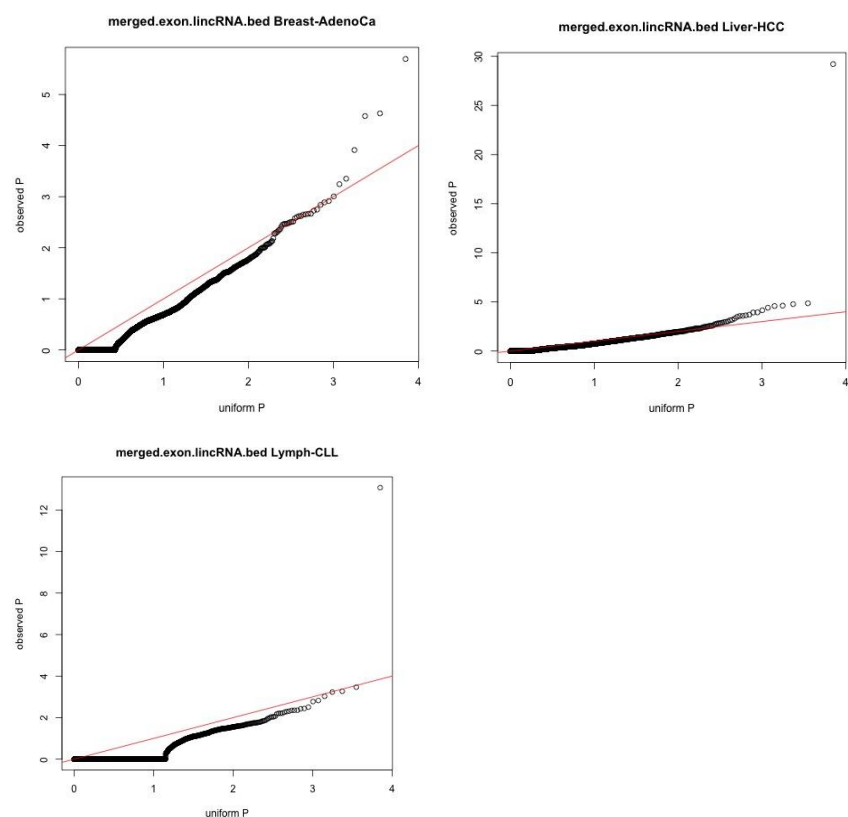 merged.exon.lincRNA.bed Breast-AdenoCa
observed P
5
4
3
2
1
0
0 1 2 3 4
uniform P
merged.exon.lincRNA.bed Liver-HCC
observed P
30
25
20
15
10
5
0
0 1 2 3 4
uniform P
merged.exon.lincRNA.bed Lymph-CLL
observed P
12
10
8
6
4
2
0
0 1 2 3 4
uniform P